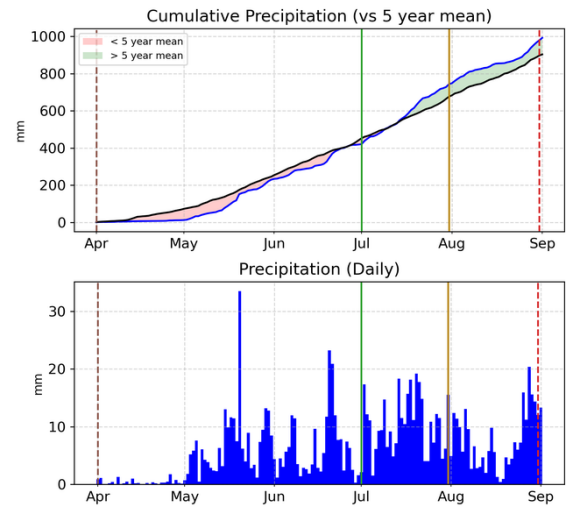 Cumulative Precipitation (vs 5 year mean)
1000
800
600
400
200
0
mm
< 5 year mean
> 5 year mean
Apr May Jun Jul Aug Sep
Precipitation (Daily)
30
20
10
0
mm
Apr May Jun Jul Aug Sep